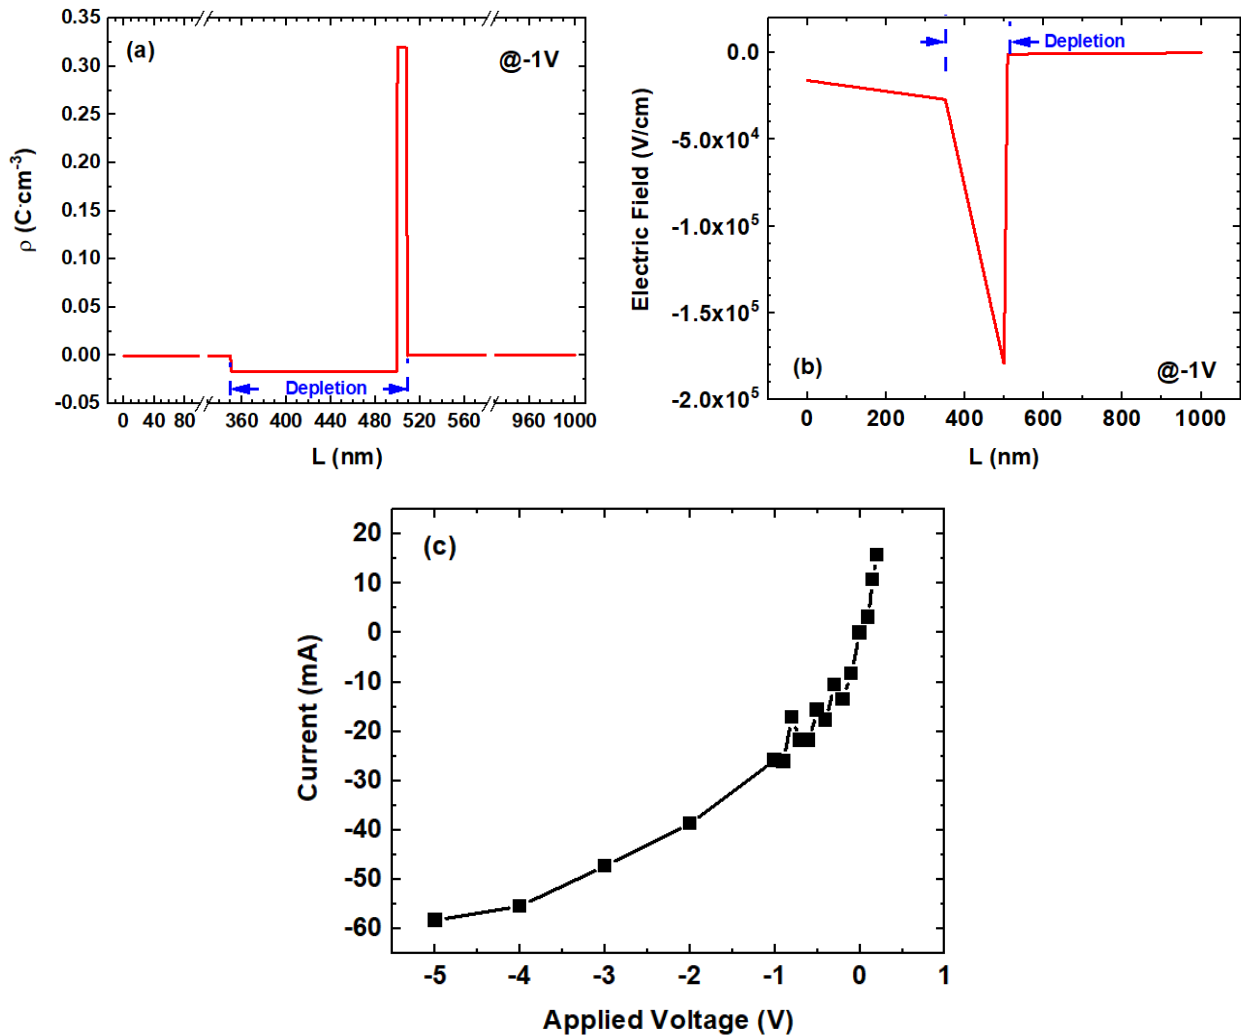 (a)
@-1V
0.35
0.30
0.25
0.20
0.15
0.10
0.05
0.00
-0.05
ρ (C·cm-3)
Depletion
0 40 80 360 400 440 480 520 560 960 1000
L (nm)
Depletion
0.0
-5.0x10⁴
-1.0x10⁵
-1.5x10⁵
-2.0x10⁵
Electric Field (V/cm)
(b)
@-1V
0 200 400 600 800 1000
L (nm)
(c)
20
10
0
-10
-20
-30
-40
-50
-60
Current (mA)
-5 -4 -3 -2 -1 0 1
Applied Voltage (V)